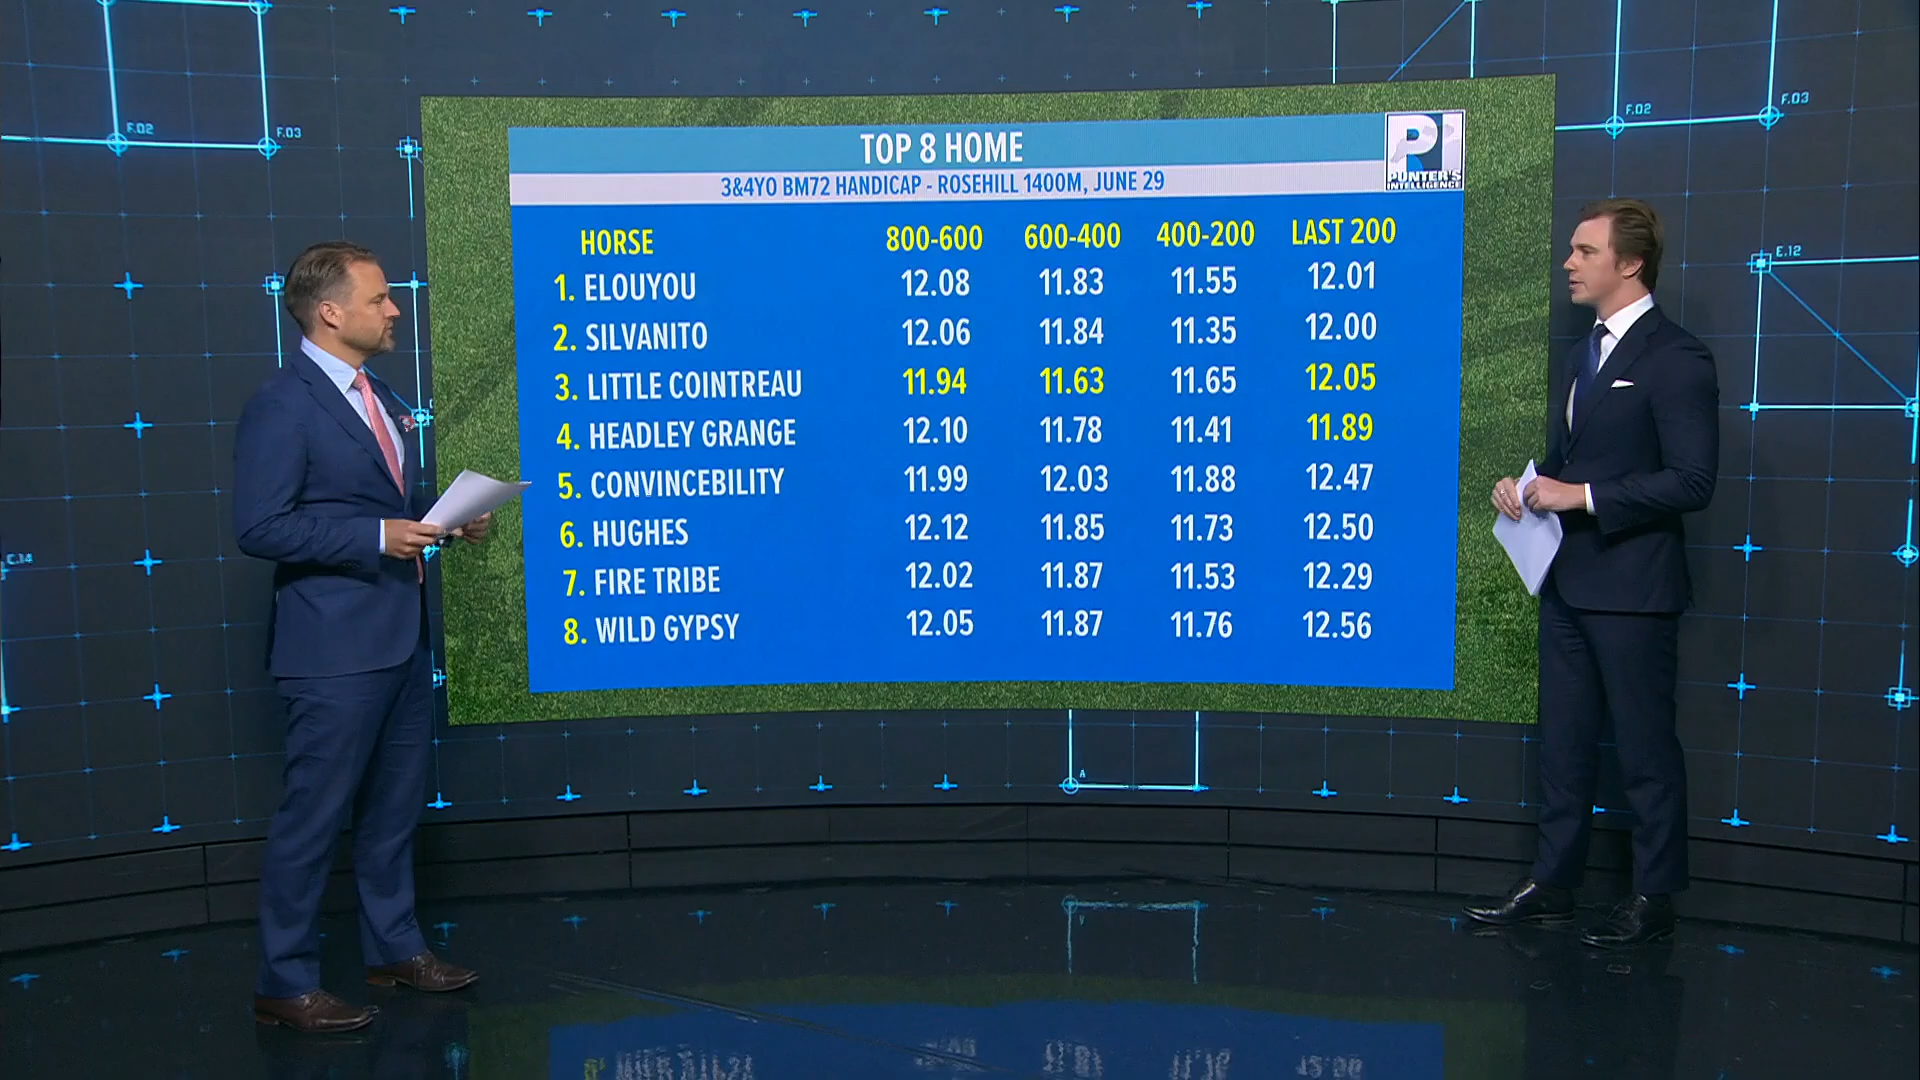 F.02
F.03
F.02
F.03
E.12
C.14
A
TOP 8 HOME
PI
PUNTER'S
INTELLIGENCE
3&4YO BM72 HANDICAP - ROSEHILL 1400M, JUNE 29
HORSE 800-600 600-400 400-200 LAST 200
1. ELOUYOU 12.08 11.83 11.55 12.01
2. SILVANITO 12.06 11.84 11.35 12.00
3. LITTLE COINTREAU 11.94 11.63 11.65 12.05
4. HEADLEY GRANGE 12.10 11.78 11.41 11.89
5. CONVINCEBILITY 11.99 12.03 11.88 12.47
6. HUGHES 12.12 11.85 11.73 12.50
7. FIRE TRIBE 12.02 11.87 11.53 12.29
8. WILD GYPSY 12.05 11.87 11.76 12.56